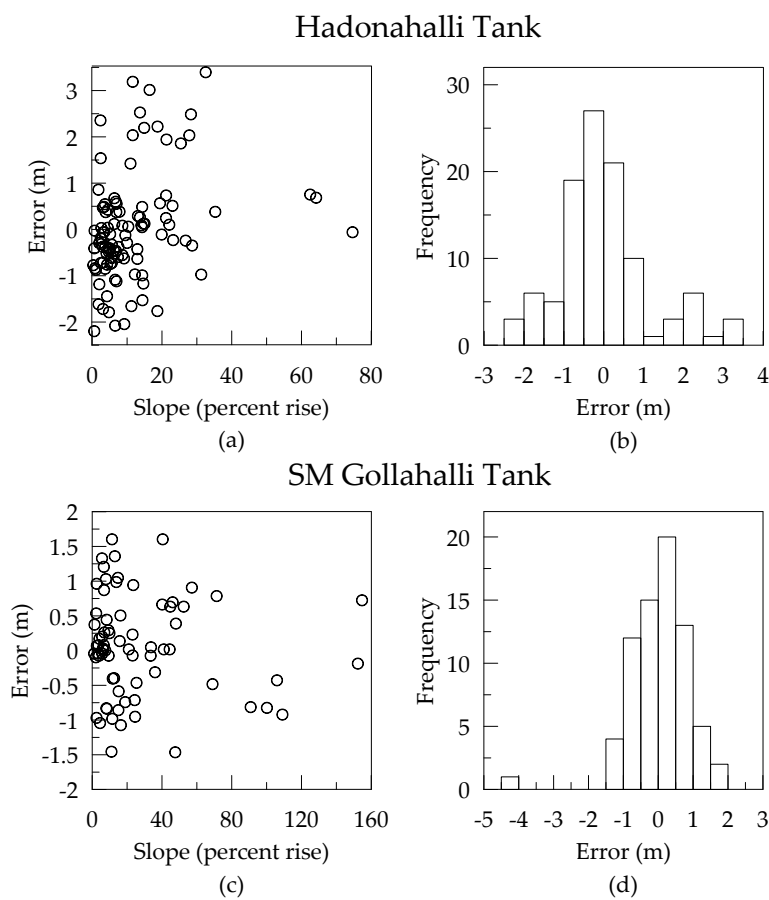 Hadonahalli Tank
Error (m)
3
2
1
0
-1
-2
0 20 40 60 80
Slope (percent rise)
(a)
Frequency
30
20
10
0
-3 -2 -1 0 1 2 3 4
Error (m)
(b)
SM Gollahalli Tank
Error (m)
2
1.5
1
0.5
0
-0.5
-1
-1.5
-2
0 40 80 120 160
Slope (percent rise)
(c)
Frequency
20
15
10
5
0
-5 -4 -3 -2 -1 0 1 2 3
Error (m)
(d)